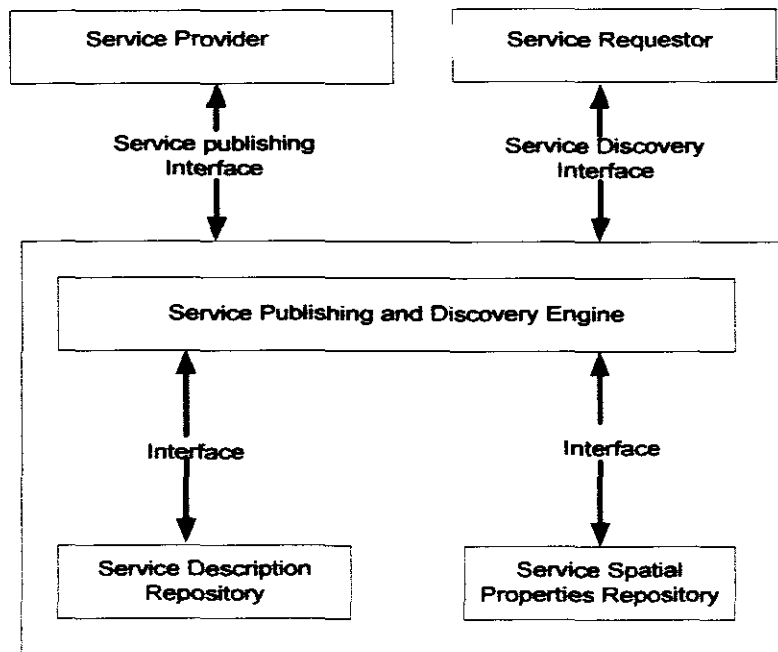 Service Provider
Service Requestor
Service publishing
Interface
Service Discovery
Interface
Service Publishing and Discovery Engine
Interface
Interface
Service Description
Repository
Service Spatial
Properties Repository